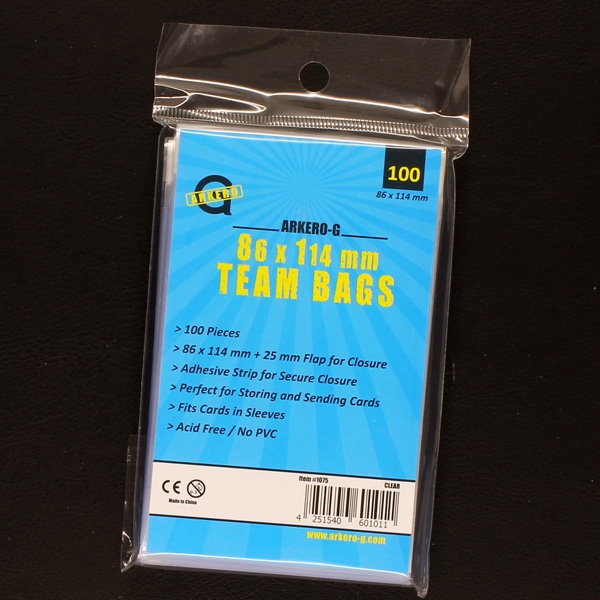 100
86 x 114 mm
ARKERO
G
ARKERO-G
86 x 114 mm
TEAM BAGS
> 100 Pieces
> 86 x 114 mm + 25 mm Flap for Closure
> Adhesive Strip for Secure Closure
> Perfect for Storing and Sending Cards
> Fits Cards in Sleeves
> Acid Free / No PVC
CE
Made in China
Item #1075
CLEAR
4 251540 601011
www.arkero-g.com